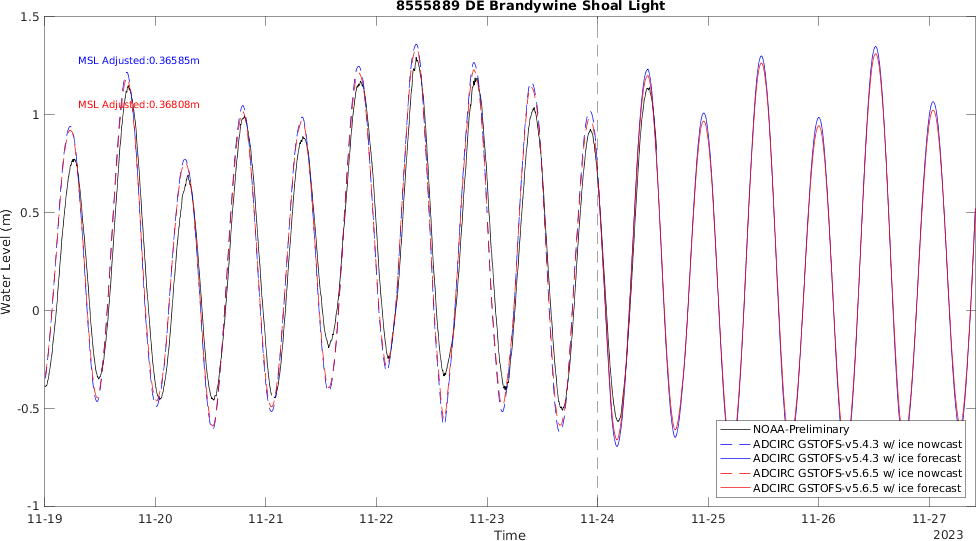 8555889 DE Brandywine Shoal Light
1.5
1
0.5
0
-0.5
-1
Water Level (m)
MSL Adjusted:0.36585m
MSL Adjusted:0.36808m
NOAA-Preliminary
ADCIRC GSTOFS-v5.4.3 w/ ice nowcast
ADCIRC GSTOFS-v5.4.3 w/ ice forecast
ADCIRC GSTOFS-v5.6.5 w/ ice nowcast
ADCIRC GSTOFS-v5.6.5 w/ ice forecast
11-19 11-20 11-21 11-22 11-23 11-24 11-25 11-26 11-27
Time
2023